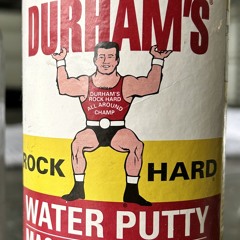 DURHAM'S
DURHAM'S
ROCK HARD
ALL AROUND
CHAMP
ROCK HARD
WATER PUTTY